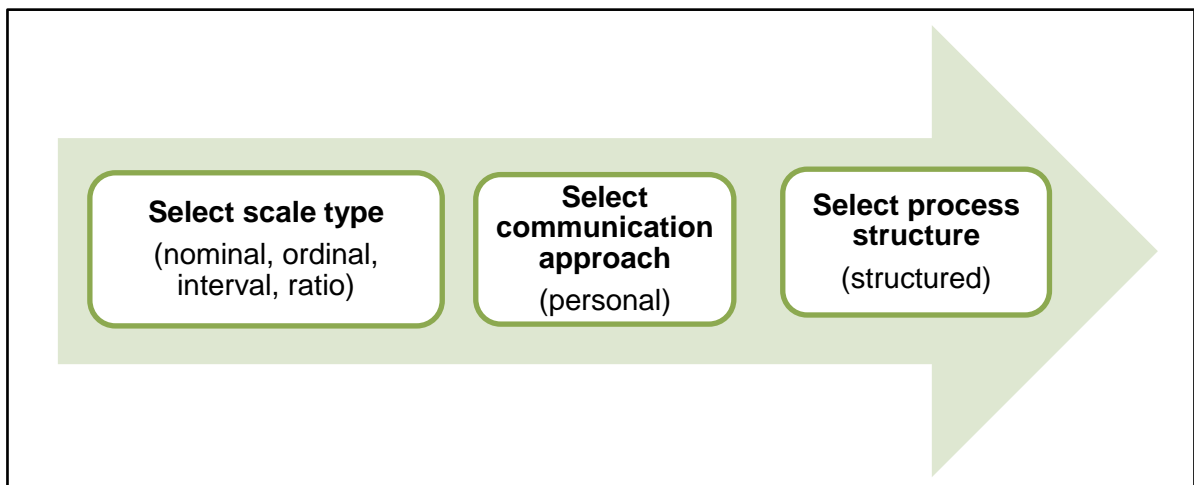 Select scale type
(nominal, ordinal,
interval, ratio)
Select
communication
approach
(personal)
Select process
structure
(structured)